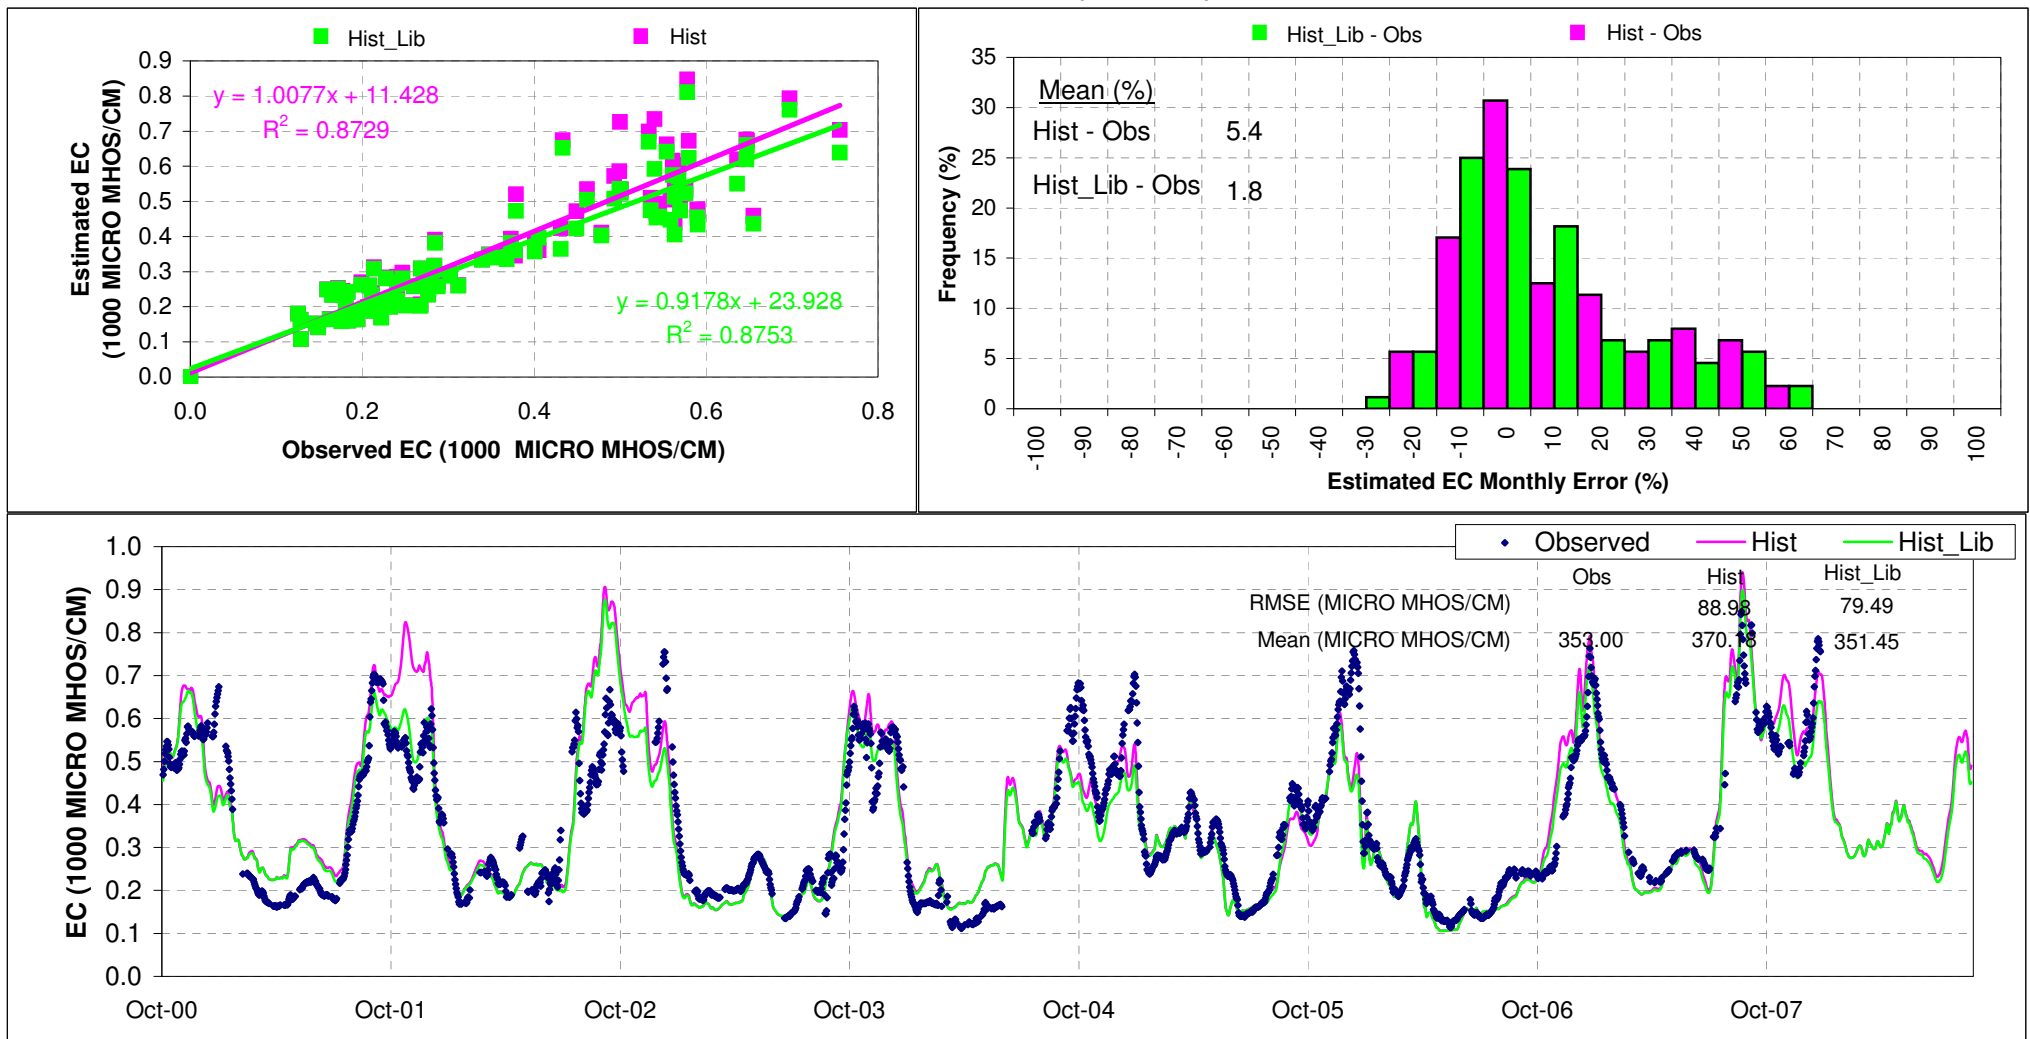 Hist_Lib Hist
0.9
0.8
0.7
0.6
0.5
0.4
0.3
0.2
0.1
0.0
Estimated EC
(1000 MICRO MHOS/CM)
y = 1.0077x + 11.428
R² = 0.8729
y = 0.9178x + 23.928
R² = 0.8753
0.0 0.2 0.4 0.6 0.8
Observed EC (1000 MICRO MHOS/CM)
Hist_Lib - Obs Hist - Obs
35
30
25
20
15
10
5
0
Frequency (%)
Mean (%)
Hist - Obs 5.4
Hist_Lib - Obs 1.8
-100 -90 -80 -70 -60 -50 -40 -30 -20 -10 0 10 20 30 40 50 60 70 80 90 100
Estimated EC Monthly Error (%)
Observed Hist Hist_Lib
Obs Hist Hist_Lib
RMSE (MICRO MHOS/CM) 88.98 79.49
Mean (MICRO MHOS/CM) 353.00 370.18 351.45
1.0
0.9
0.8
0.7
0.6
0.5
0.4
0.3
0.2
0.1
0.0
EC (1000 MICRO MHOS/CM)
Oct-00 Oct-01 Oct-02 Oct-03 Oct-04 Oct-05 Oct-06 Oct-07